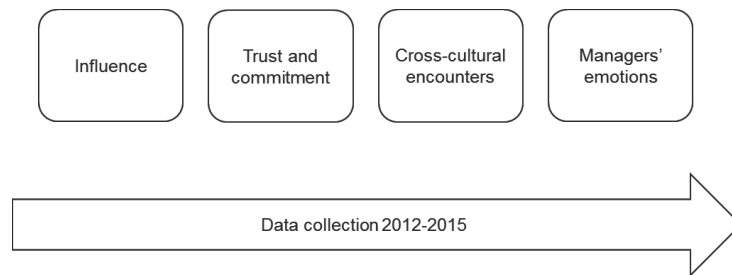 Influence
Trust and
commitment
Cross-cultural
encounters
Managers’
emotions
Data collection 2012-2015